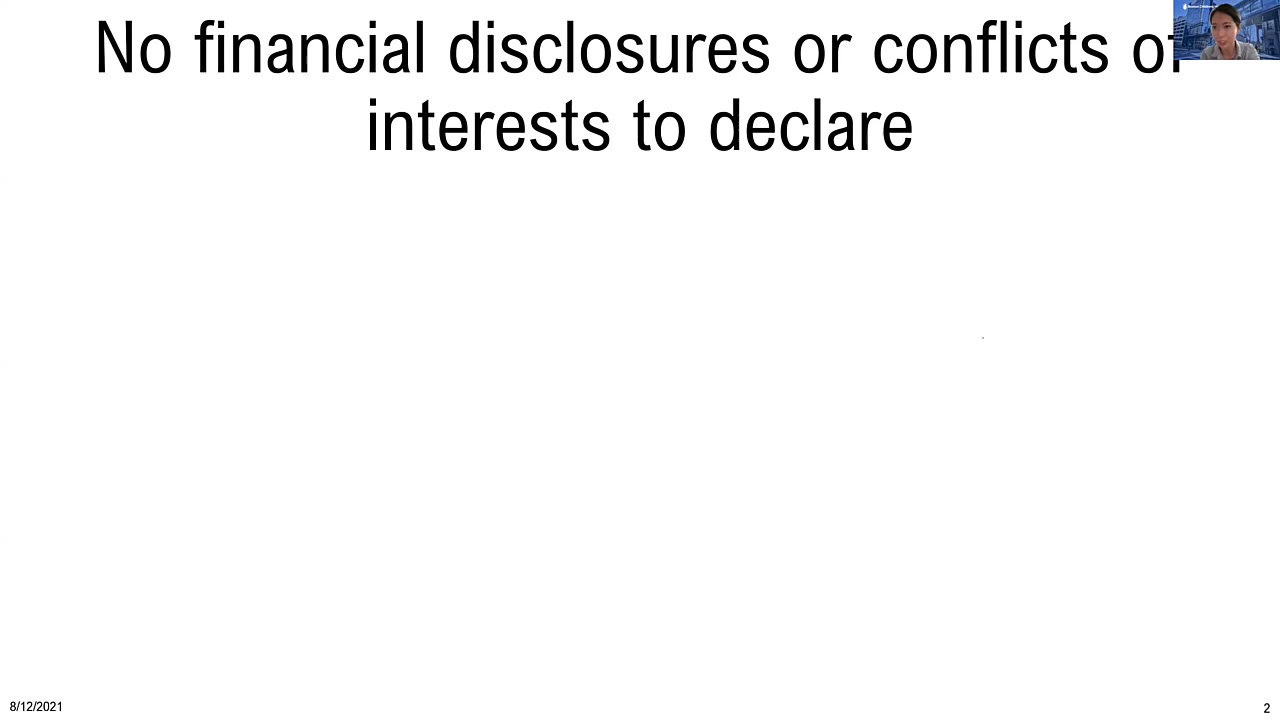 No financial disclosures or conflicts of
interests to declare
8/12/2021
2